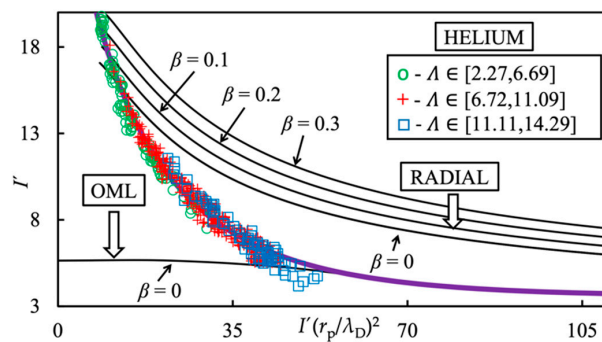 18
13
8
3
I′
HELIUM
o - Λ ∈ [2.27,6.69]
+ - Λ ∈ [6.72,11.09]
□ - Λ ∈ [11.11,14.29]
β = 0.1
β = 0.2
β = 0.3
OML
RADIAL
β = 0
β = 0
0
35
70
105
I′(rp/λD)²